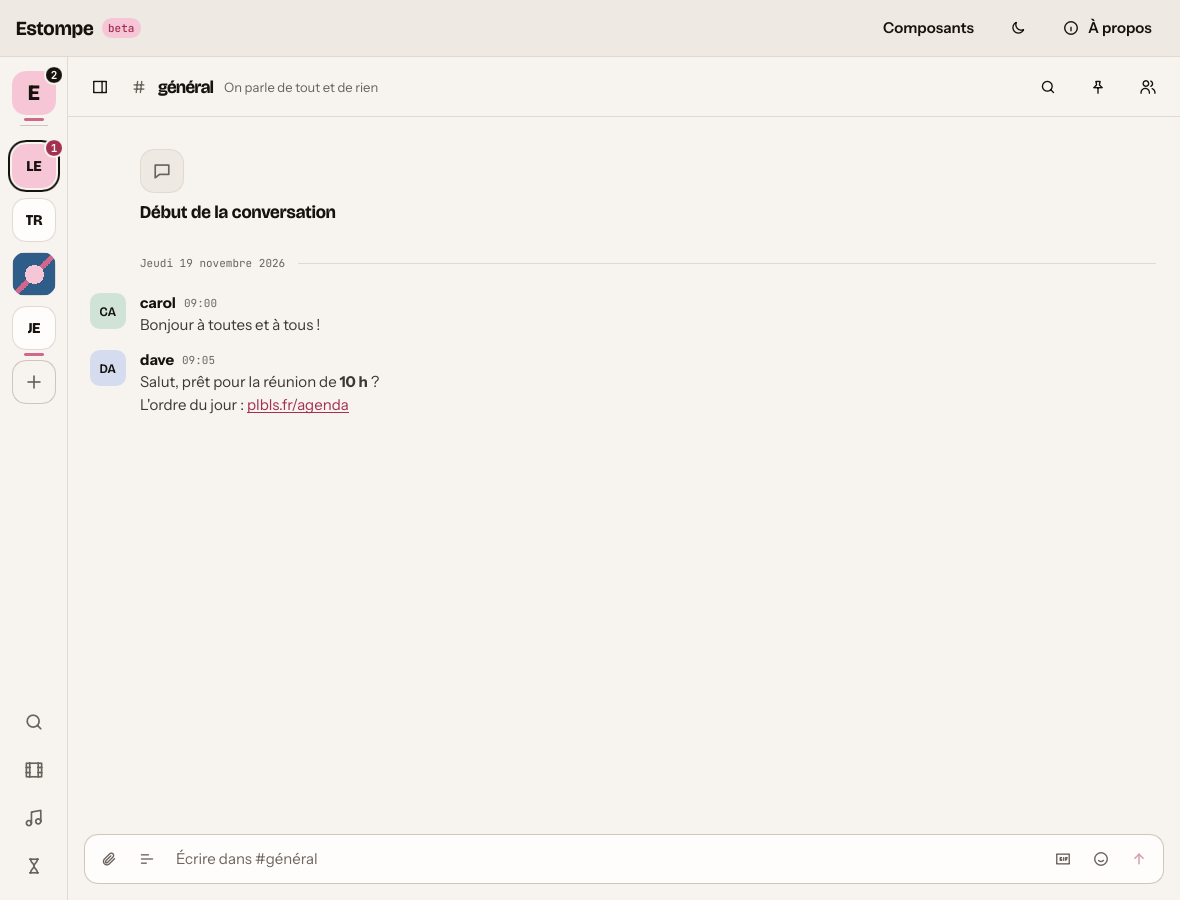 Estompe beta
Composants
À propos
E 2
LE 1
TR
JE
# général On parle de tout et de rien
Début de la conversation
Jeudi 19 novembre 2026
CA
carol 09:00
Bonjour à toutes et à tous !
DA
dave 09:05
Salut, prêt pour la réunion de 10 h ?
L'ordre du jour : plbls.fr/agenda
Écrire dans #général
GIF